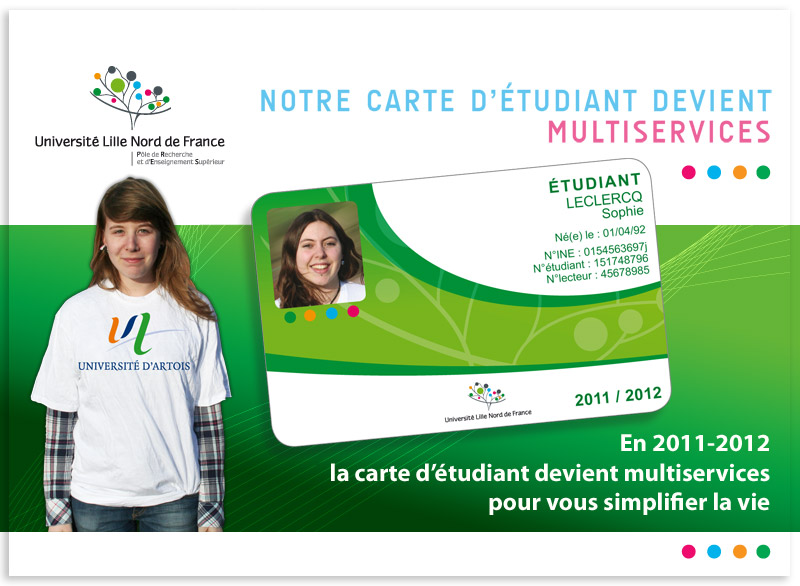 NOTRE CARTE D'ÉTUDIANT DEVIENT
MULTISERVICES
Université Lille Nord de France
Pôle de Recherche
et d'Enseignement Supérieur
ÉTUDIANT
LECLERCQ
Sophie
Né(e) le : 01/04/92
N°INE : 0154563697j
N°étudiant : 151748796
N°lecteur : 45678985
Université Lille Nord de France
2011 / 2012
UNIVERSITÉ D'ARTOIS
En 2011-2012
la carte d'étudiant devient multiservices
pour vous simplifier la vie